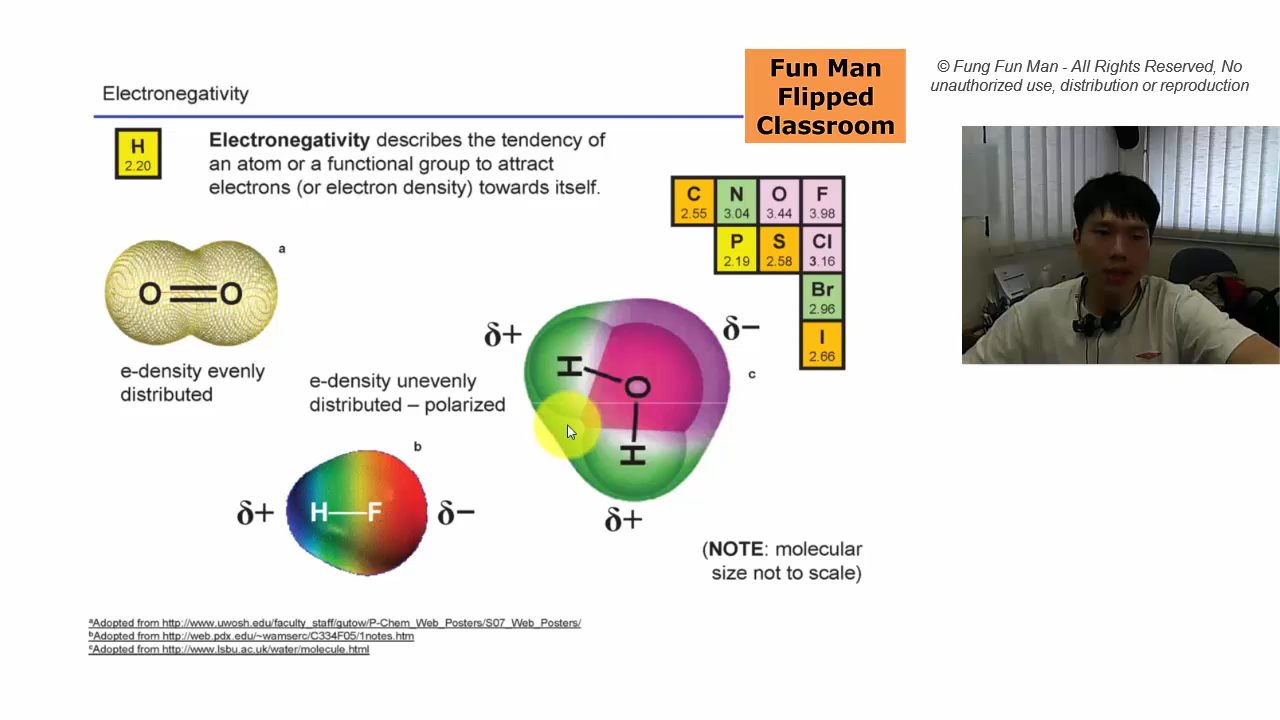 Electronegativity
Fun Man
Flipped
Classroom
© Fung Fun Man - All Rights Reserved, No
unauthorized use, distribution or reproduction
H
2.20
Electronegativity describes the tendency of
an atom or a functional group to attract
electrons (or electron density) towards itself.
C N O F
2.55 3.04 3.44 3.98
P S Cl
2.19 2.58 3.16
Br
2.96
I
2.66
a
O O
e-density evenly
distributed
e-density unevenly
distributed – polarized
δ+
δ−
c
H
O
H
δ+
b
δ+
H F
δ−
(NOTE: molecular
size not to scale)
aAdopted from http://www.uwosh.edu/faculty_staff/gutow/P-Chem_Web_Posters/S07_Web_Posters/
bAdopted from http://web.pdx.edu/~wamserc/C334F05/1notes.htm
cAdopted from http://www.lsbu.ac.uk/water/molecule.html